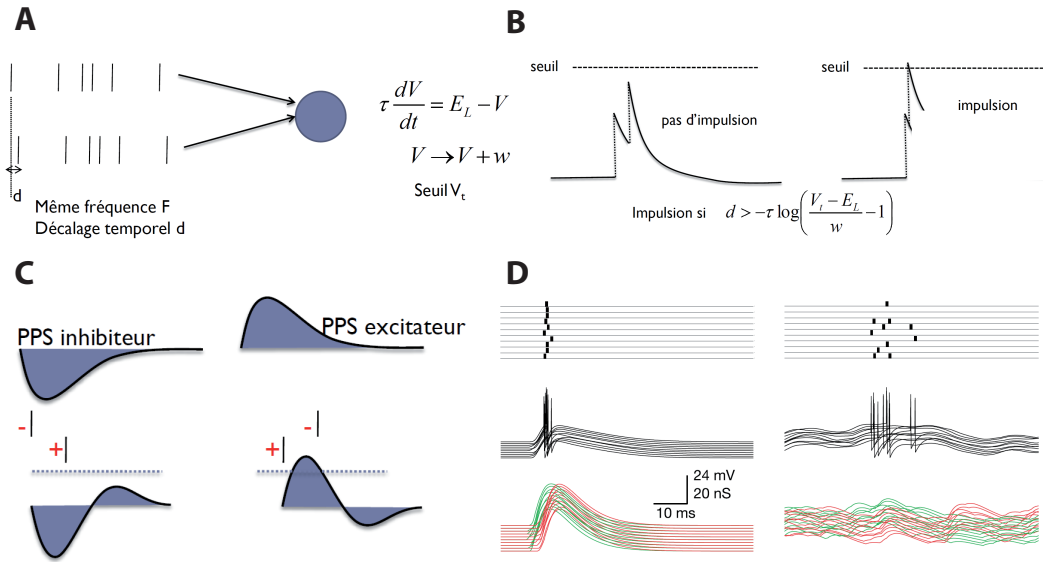 A
d
Même fréquence F
Décalage temporel d
τ dV/dt = E_L − V
V → V + w
Seuil V_t
B
seuil
pas d'impulsion
seuil
impulsion
Impulsion si d > −τ log((V_t − E_L)/w − 1)
C
PPS inhibiteur
PPS excitateur
-
+
-
+
D
24 mV
20 nS
10 ms